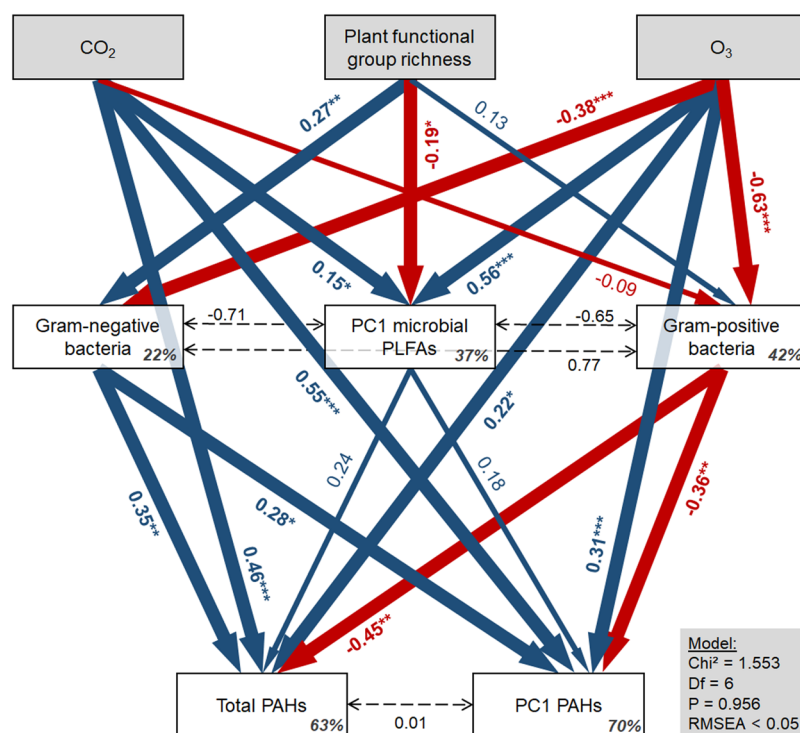 CO₂
Plant functional
group richness
O₃
0.27**
-0.19*
0.13
-0.38***
-0.63***
0.15*
0.56***
-0.09
Gram-negative
bacteria 22%
-0.71
PC1 microbial
PLFAs 37%
-0.65
0.77
Gram-positive
bacteria 42%
0.55***
0.22*
0.24
0.18
0.35**
0.28*
0.46***
-0.45**
0.31***
-0.36**
Total PAHs
63%
0.01
PC1 PAHs
70%
Model:
Chi² = 1.553
Df = 6
P = 0.956
RMSEA < 0.05